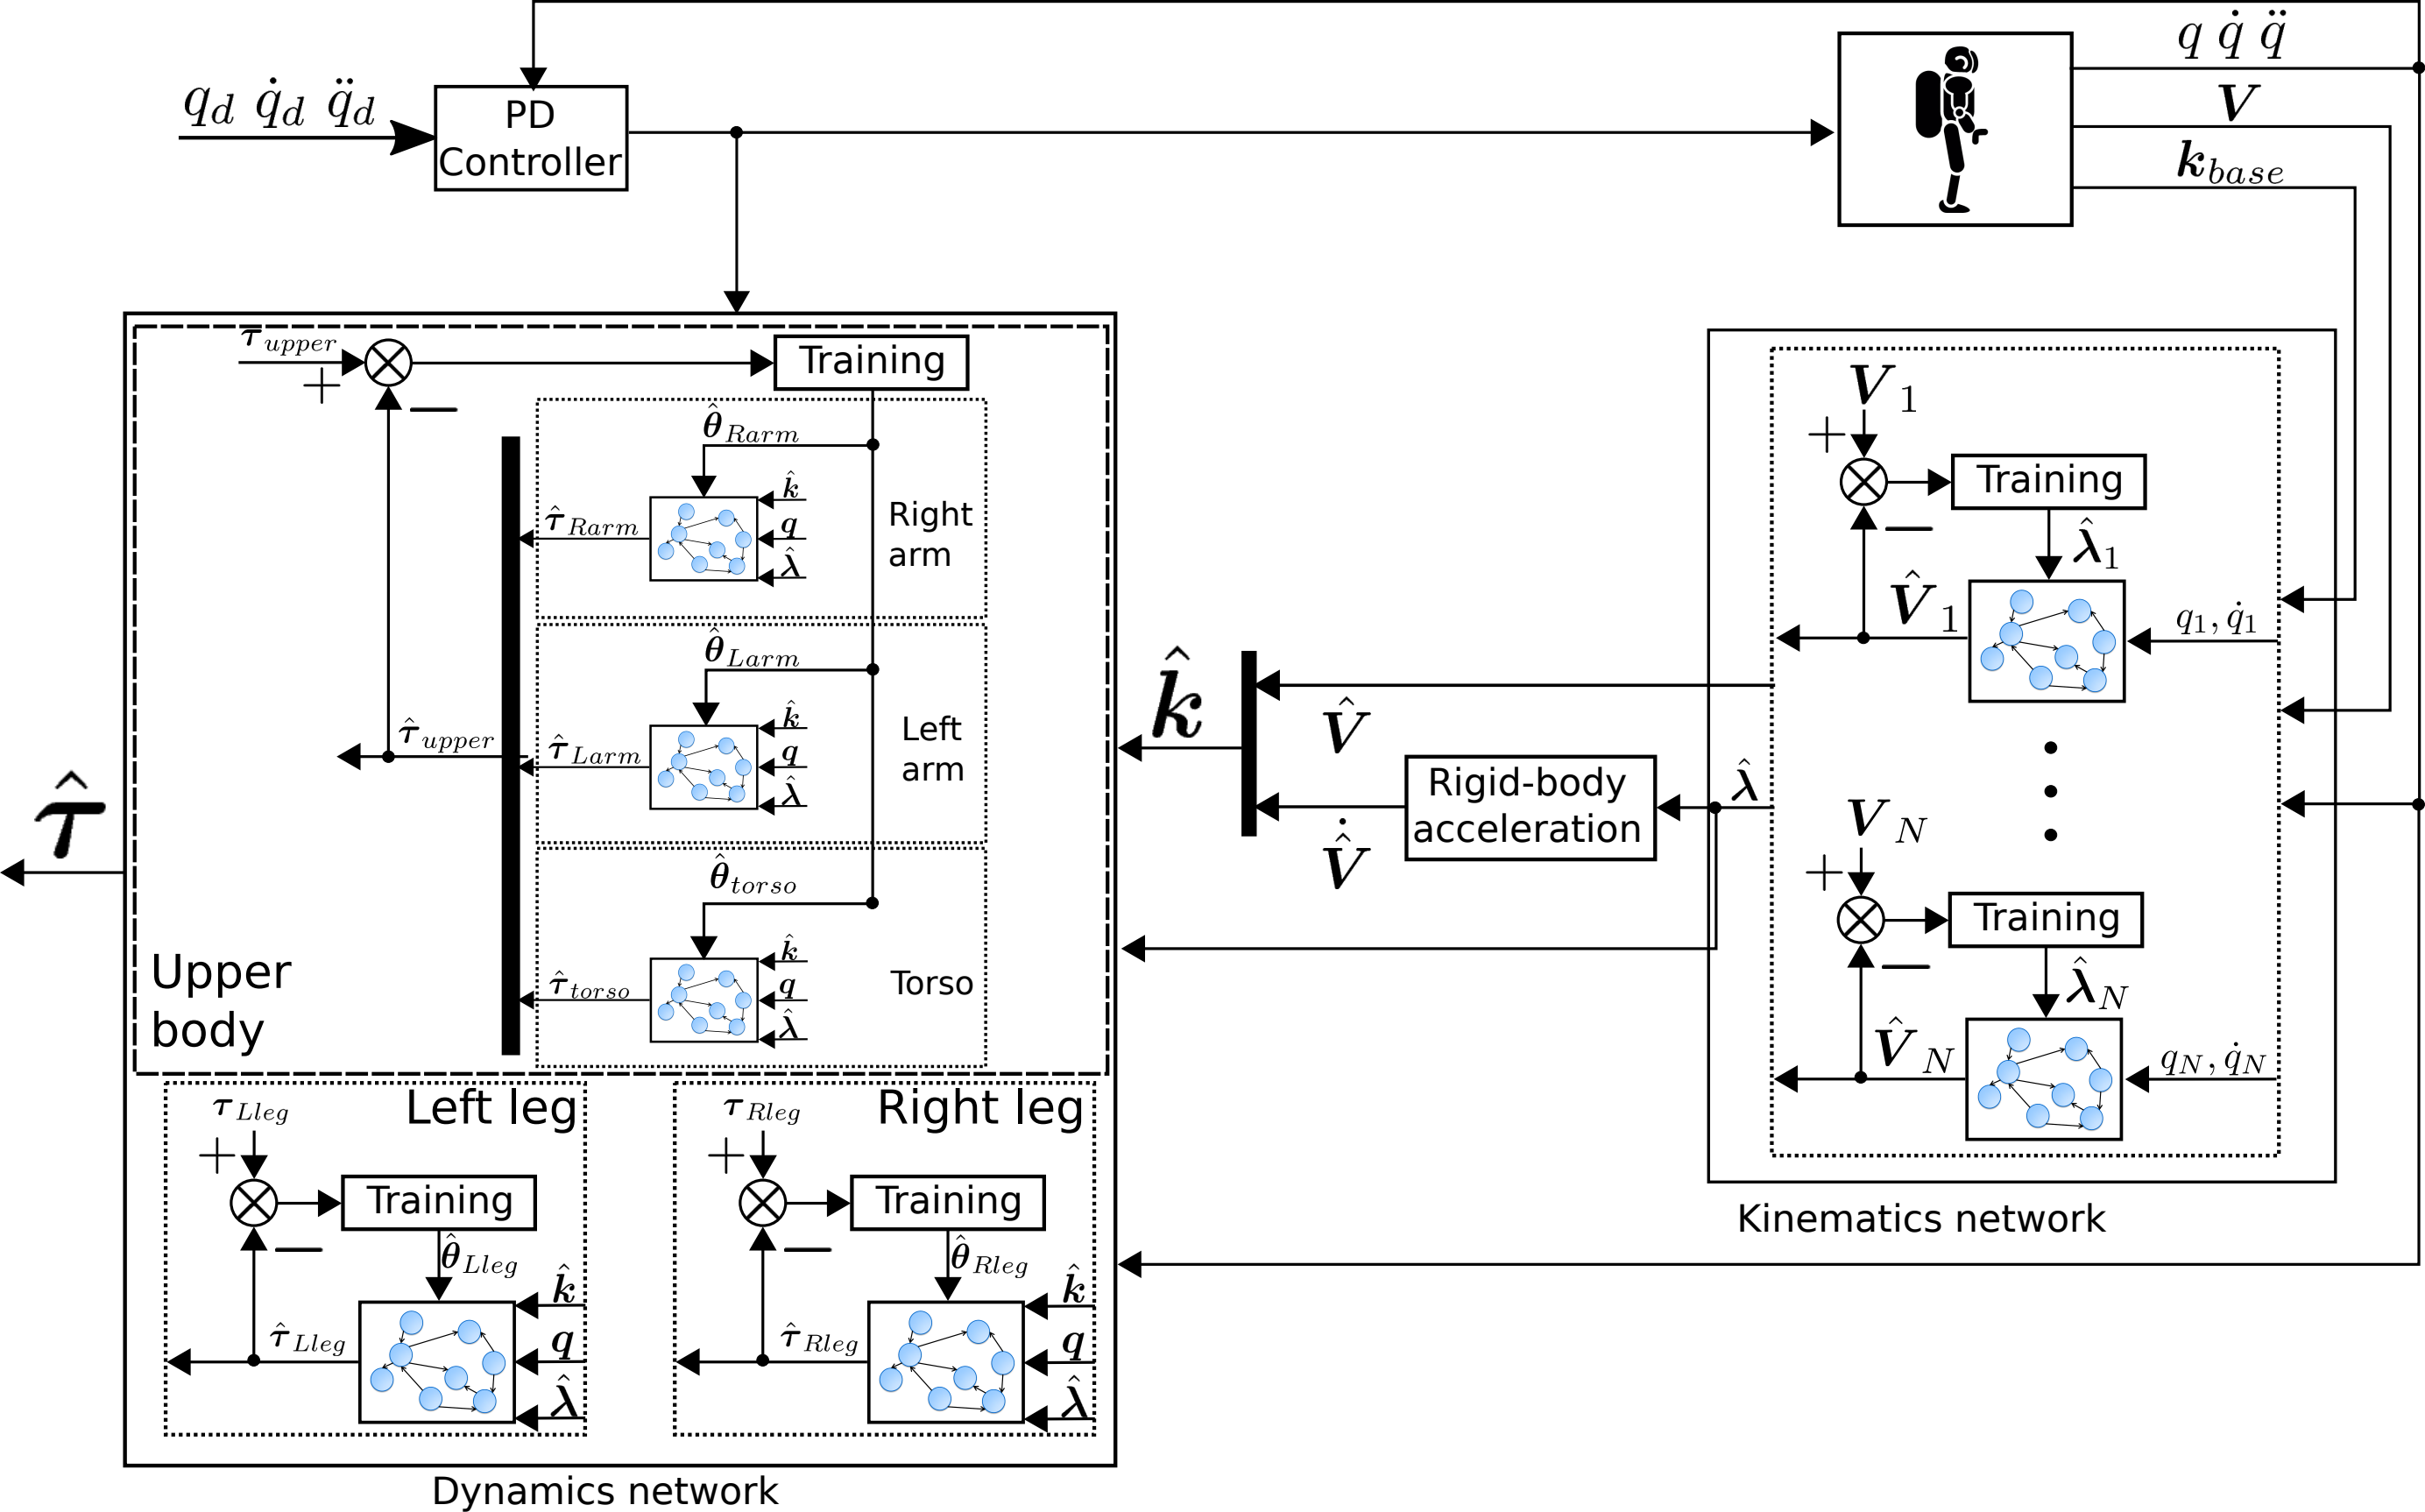 q q̇ q̈
V
k_base
q_d q̇_d q̈_d
PD
Controller
τ_upper
+
−
Training
θ̂_Rarm
k̂
q
λ̂
τ̂_Rarm
Right
arm
θ̂_Larm
k̂
q
λ̂
τ̂_Larm
Left
arm
τ̂_upper
θ̂_torso
k̂
q
λ̂
τ̂_torso
Torso
Upper
body
τ̂
Left leg
τ_Lleg
+
−
Training
θ̂_Lleg
k̂
q
λ̂
τ̂_Lleg
Right leg
τ_Rleg
+
−
Training
θ̂_Rleg
k̂
q
λ̂
τ̂_Rleg
Dynamics network
k̂
V̂
V̂̇
Rigid-body
acceleration
λ̂
V_1
+
−
Training
λ̂_1
V̂_1
q_1, q̇_1
V_N
+
−
Training
λ̂_N
V̂_N
q_N, q̇_N
Kinematics network